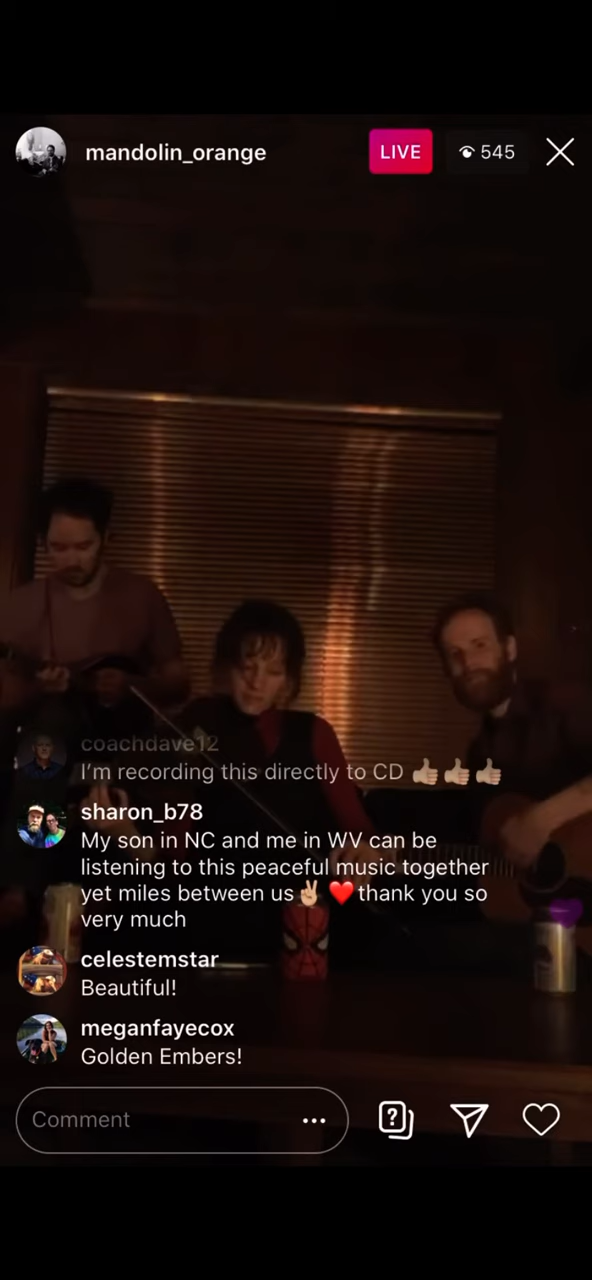 mandolin_orange
LIVE
545
coachdave12
I’m recording this directly to CD 👍🏼👍🏼👍🏼
sharon_b78
My son in NC and me in WV can be
listening to this peaceful music together
yet miles between us✌🏼❤️thank you so
very much
celestemstar
Beautiful!
meganfayecox
Golden Embers!
Comment